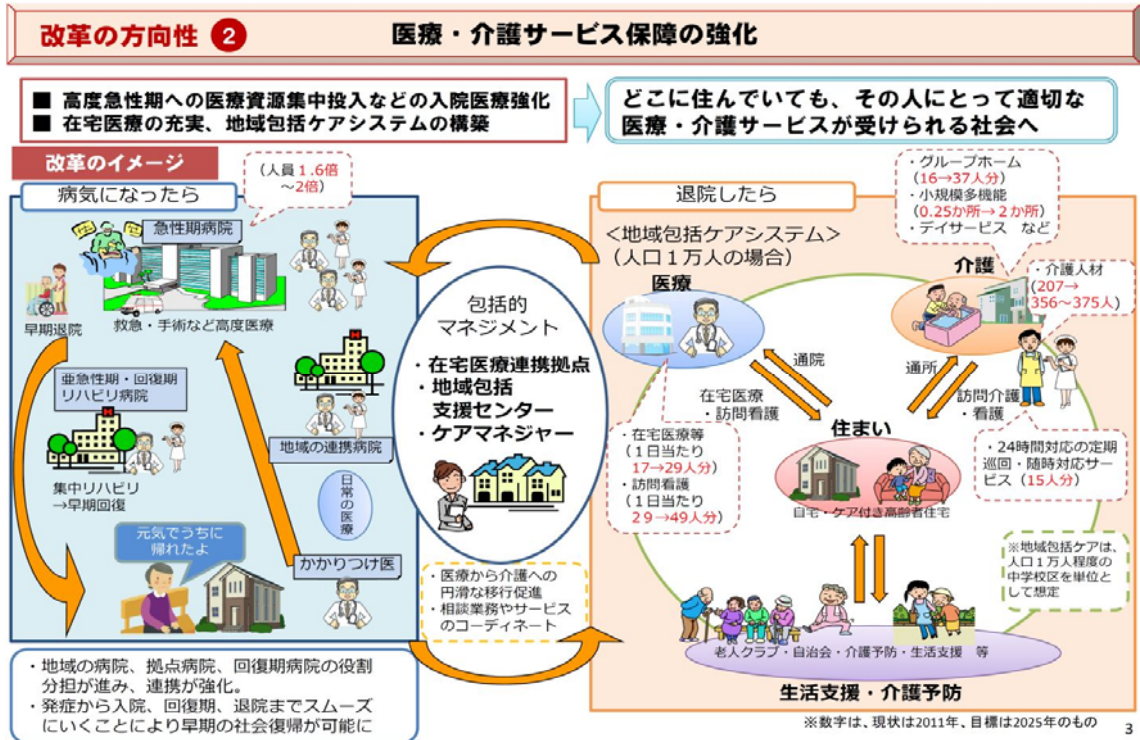 改革の方向性 2
医療・介護サービス保障の強化
■ 高度急性期への医療資源集中投入などの入院医療強化
■ 在宅医療の充実、地域包括ケアシステムの構築
どこに住んでいても、その人にとって適切な
医療・介護サービスが受けられる社会へ
改革のイメージ
病気になったら
(人員1.6倍
～2倍)
急性期病院
早期退院
救急・手術など高度医療
亜急性期・回復期
リハビリ病院
H
集中リハビリ
→早期回復
H
地域の連携病院
日常の医療
かかりつけ医
元気でうちに
帰れたよ
・地域の病院、拠点病院、回復期病院の役割
分担が進み、連携が強化。
・発症から入院、回復期、退院までスムーズ
にいくことにより早期の社会復帰が可能に
包括的
マネジメント
・在宅医療連携拠点
・地域包括
支援センター
・ケアマネジャー
・医療から介護への
円滑な移行促進
・相談業務やサービス
のコーディネート
退院したら
＜地域包括ケアシステム＞
(人口１万人の場合)
・グループホーム
(16→37人分)
・小規模多機能
(0.25か所→２か所)
・デイサービス など
医療
介護
・介護人材
(207→
356～375人)
通院
在宅医療
・訪問看護
通所
訪問介護
・看護
・在宅医療等
(１日当たり
17→29人分)
・訪問看護
(１日当たり
２９→49人分)
住まい
自宅・ケア付き高齢者住宅
・24時間対応の定期
巡回・随時対応サー
ビス(15人分)
※地域包括ケアは、
人口１万人程度の
中学校区を単位と
して想定
老人クラブ・自治会・介護予防・生活支援 等
生活支援・介護予防
※数字は、現状は2011年、目標は2025年のもの
3